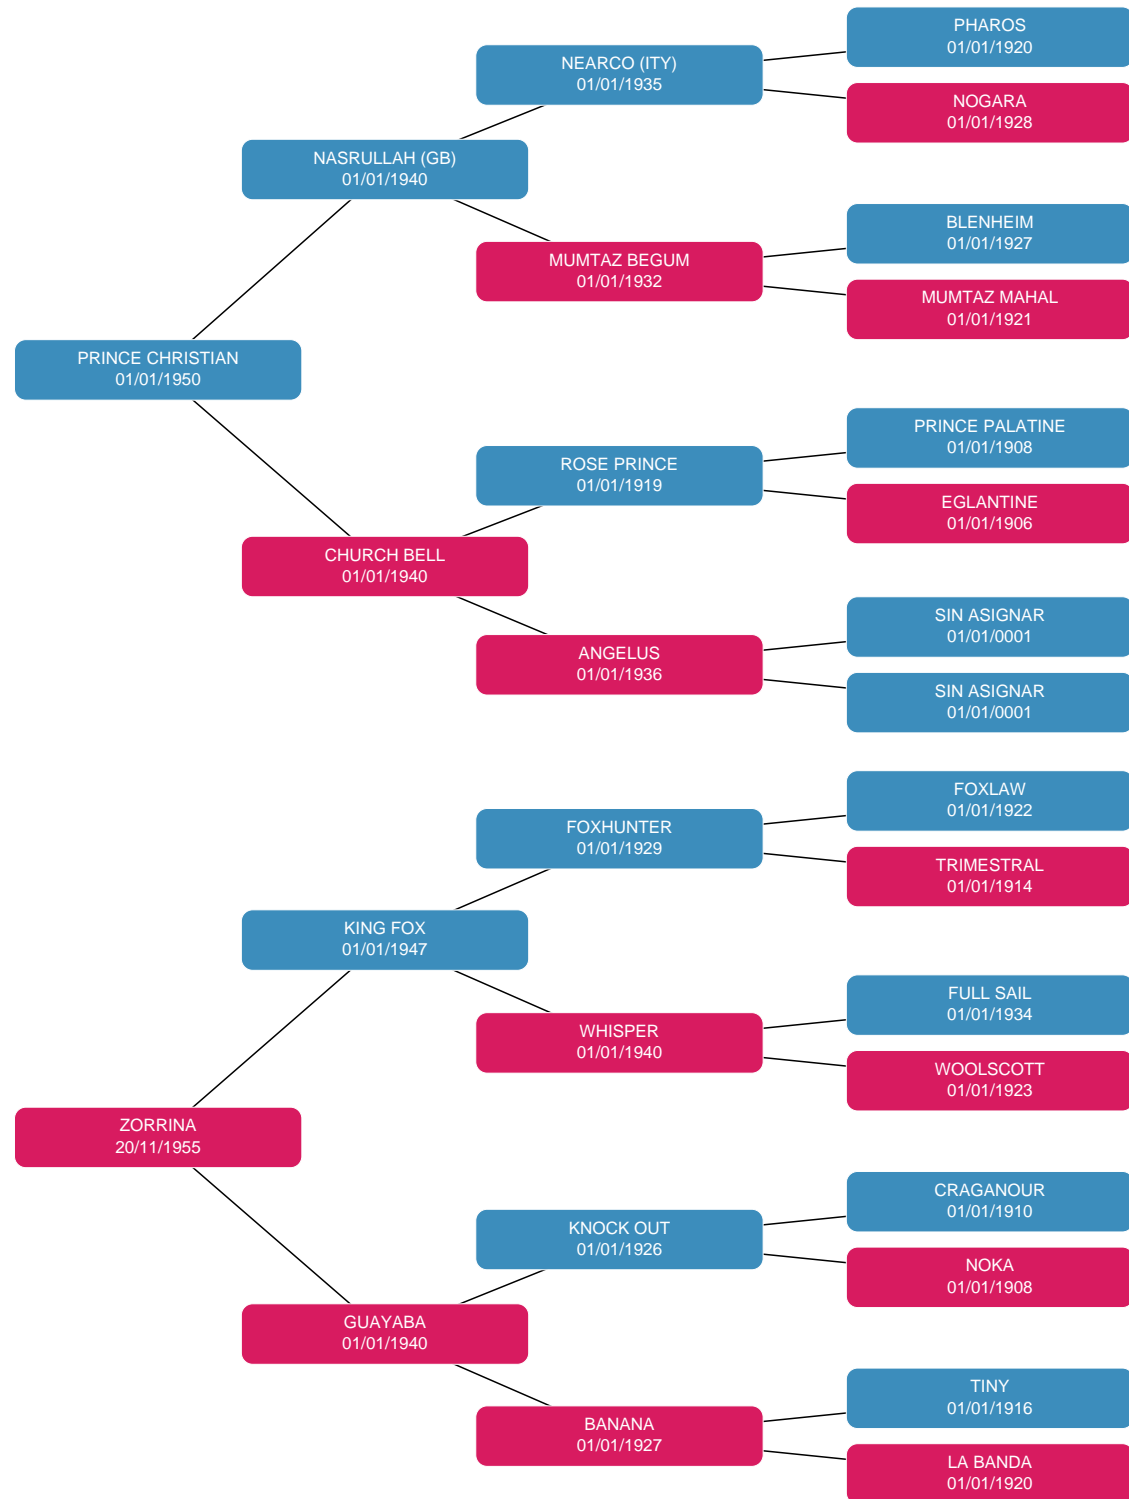 PHAROS
01/01/1920
NEARCO (ITY)
01/01/1935
NOGARA
01/01/1928
NASRULLAH (GB)
01/01/1940
BLENHEIM
01/01/1927
MUMTAZ BEGUM
01/01/1932
MUMTAZ MAHAL
01/01/1921
PRINCE CHRISTIAN
01/01/1950
PRINCE PALATINE
01/01/1908
ROSE PRINCE
01/01/1919
EGLANTINE
01/01/1906
CHURCH BELL
01/01/1940
SIN ASIGNAR
01/01/0001
ANGELUS
01/01/1936
SIN ASIGNAR
01/01/0001
FOXLAW
01/01/1922
FOXHUNTER
01/01/1929
TRIMESTRAL
01/01/1914
KING FOX
01/01/1947
FULL SAIL
01/01/1934
WHISPER
01/01/1940
WOOLSCOTT
01/01/1923
ZORRINA
20/11/1955
CRAGANOUR
01/01/1910
KNOCK OUT
01/01/1926
NOKA
01/01/1908
GUAYABA
01/01/1940
TINY
01/01/1916
BANANA
01/01/1927
LA BANDA
01/01/1920